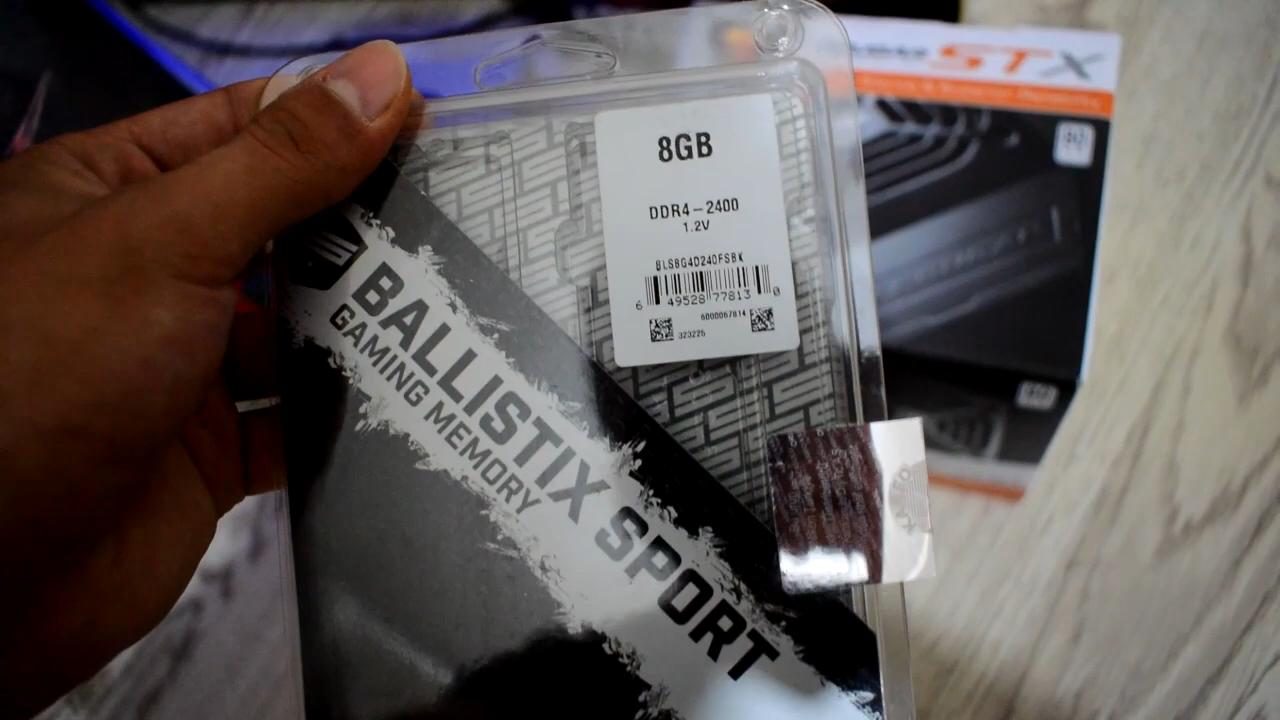 8GB
DDR4-2400
1.2V
BLS8G4D240FSBK
6 49528 77813 0
6000067814
323225
BALLISTIX SPORT
GAMING MEMORY
STX